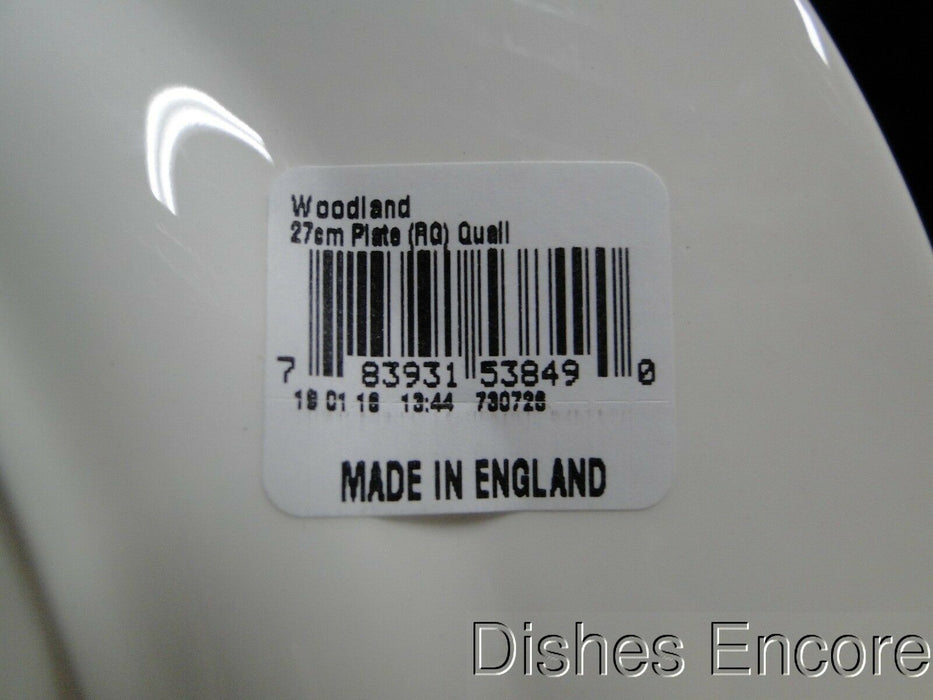 Woodland
27cm Plate (RG) Quail
7 83931 53849 0
18 01 16 13:44 730726
MADE IN ENGLAND
Dishes Encore